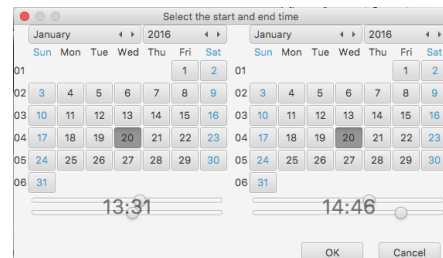 Select the start and end time
January 2016 January 2016
Sun Mon Tue Wed Thu Fri Sat Sun Mon Tue Wed Thu Fri Sat
01 1 2 01 1 2
02 3 4 5 6 7 8 9 02 3 4 5 6 7 8 9
03 10 11 12 13 14 15 16 03 10 11 12 13 14 15 16
04 17 18 19 20 21 22 23 04 17 18 19 20 21 22 23
05 24 25 26 27 28 29 30 05 24 25 26 27 28 29 30
06 31 06 31
13:31 14:46
OK Cancel